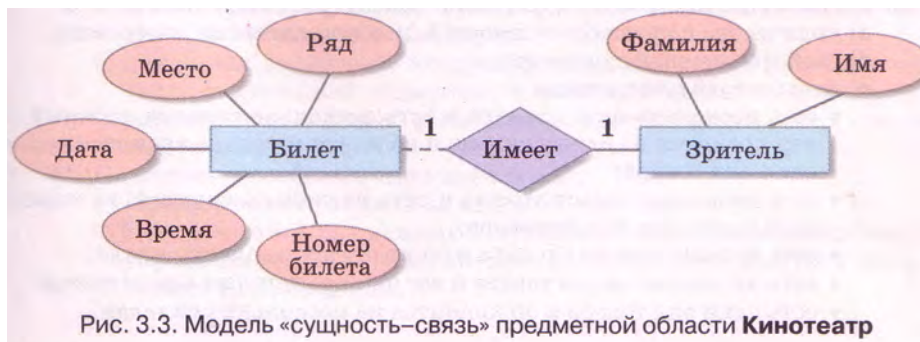 Ряд
Фамилия
Место
Имя
Дата
Билет
1
Имеет
1
Зритель
Время
Номер
билета
Рис. 3.3. Модель «сущность–связь» предметной области Кинотеатр